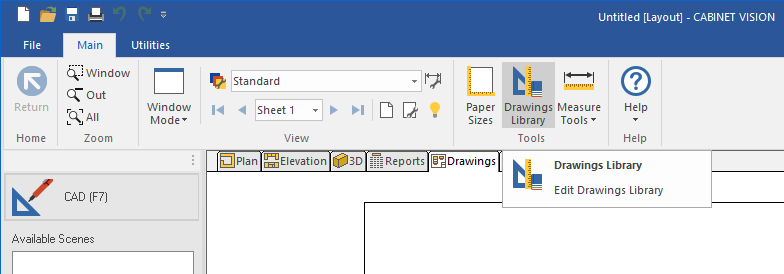 Untitled [Layout] - CABINET VISION
File
Main
Utilities
Return
Window
Out
All
Window
Mode
Standard
Sheet 1
Paper
Sizes
Drawings
Library
Measure
Tools
Help
Home
Zoom
View
Tools
Help
Plan
Elevation
3D
Reports
Drawings
Drawings Library
Edit Drawings Library
CAD (F7)
Available Scenes